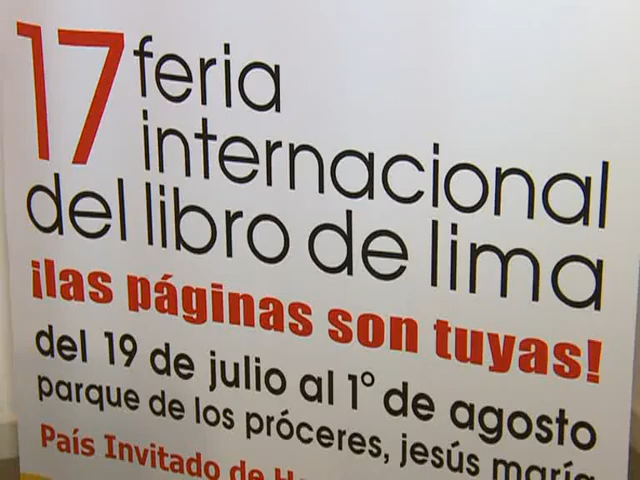 17 feria
internacional
del libro de lima
¡las páginas son tuyas!
del 19 de julio al 1° de agosto
parque de los próceres, jesús maría
País Invitado de